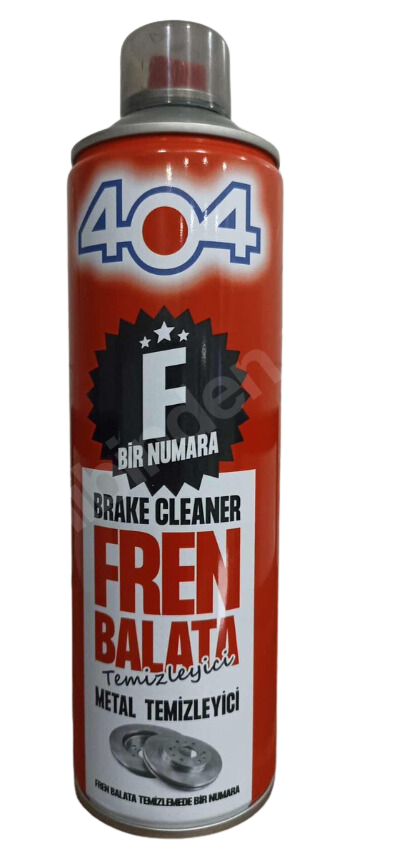 404
F
BİR NUMARA
BRAKE CLEANER
FREN
BALATA
Temizleyici
METAL TEMİZLEYİCİ
FREN BALATA TEMİZLEMEDE BİR NUMARA